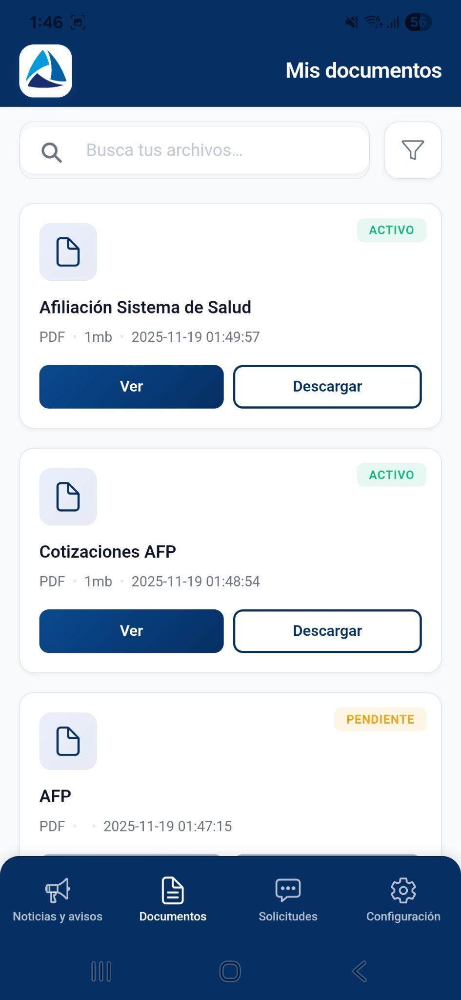 1:46
6
56
Mis documentos
Busca tus archivos...
ACTIVO
Afiliación Sistema de Salud
PDF • 1mb • 2025-11-19 01:49:57
Ver
Descargar
ACTIVO
Cotizaciones AFP
PDF • 1mb • 2025-11-19 01:48:54
Ver
Descargar
PENDIENTE
AFP
PDF • • 2025-11-19 01:47:15
Noticias y avisos
Documentos
Solicitudes
Configuración